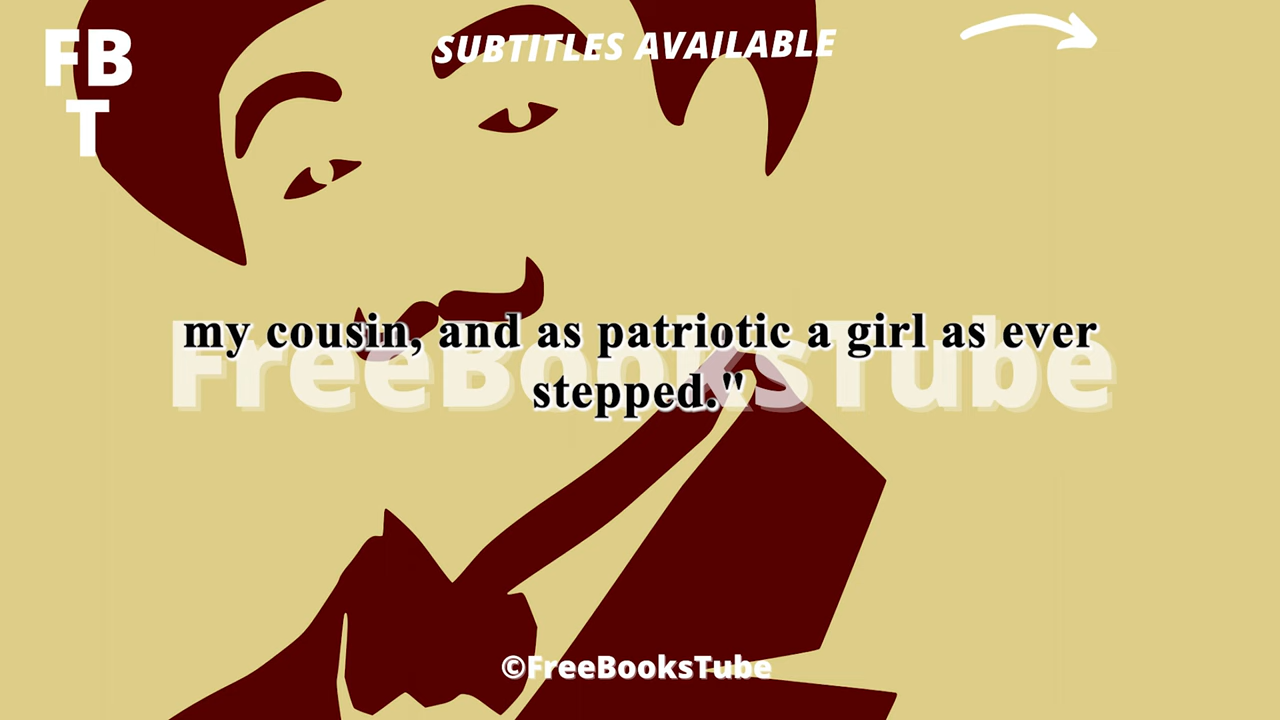 FB
T
SUBTITLES AVAILABLE
my cousin, and as patriotic a girl as ever
stepped."
FreeBooksTube
©FreeBooksTube